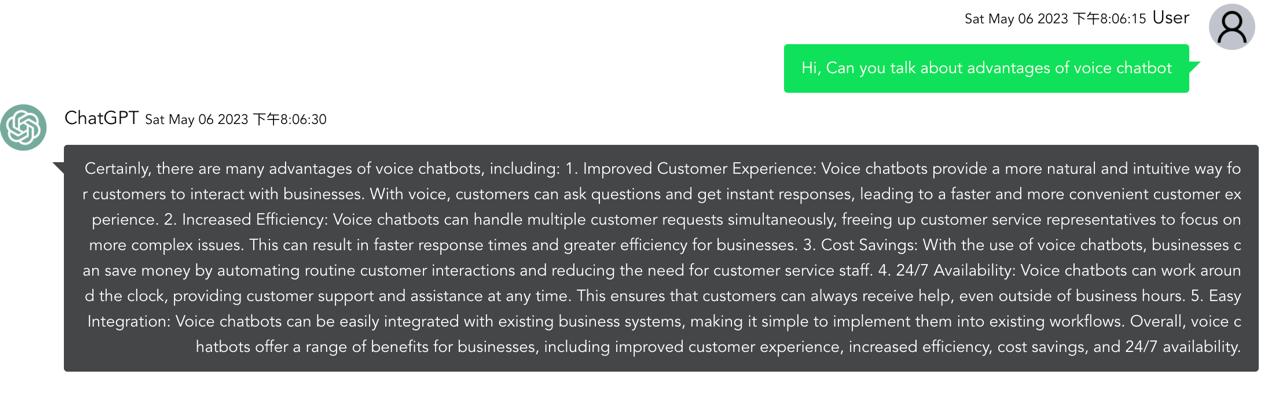 Sat May 06 2023 下午8:06:15 User
Hi, Can you talk about advantages of voice chatbot
ChatGPT Sat May 06 2023 下午8:06:30
Certainly, there are many advantages of voice chatbots, including: 1. Improved Customer Experience: Voice chatbots provide a more natural and intuitive way fo
r customers to interact with businesses. With voice, customers can ask questions and get instant responses, leading to a faster and more convenient customer ex
perience. 2. Increased Efficiency: Voice chatbots can handle multiple customer requests simultaneously, freeing up customer service representatives to focus on
more complex issues. This can result in faster response times and greater efficiency for businesses. 3. Cost Savings: With the use of voice chatbots, businesses c
an save money by automating routine customer interactions and reducing the need for customer service staff. 4. 24/7 Availability: Voice chatbots can work aroun
d the clock, providing customer support and assistance at any time. This ensures that customers can always receive help, even outside of business hours. 5. Easy
Integration: Voice chatbots can be easily integrated with existing business systems, making it simple to implement them into existing workflows. Overall, voice c
hatbots offer a range of benefits for businesses, including improved customer experience, increased efficiency, cost savings, and 24/7 availability.